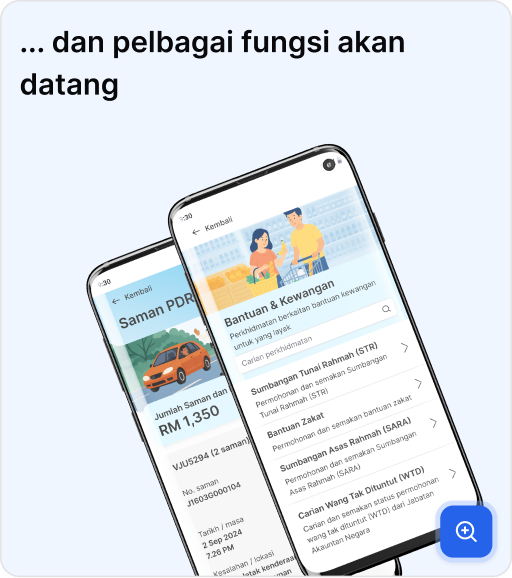 ... dan pelbagai fungsi akan
datang
9:30
Kembali
Bantuan & Kewangan
Perkhidmatan berkaitan bantuan kewangan
untuk yang layak
Carian perkhidmatan
Sumbangan Tunai Rahmah (STR)
Permohonan dan semakan Sumbangan
Tunai Rahmah (STR)
Bantuan Zakat
Permohonan dan semakan bantuan zakat
Sumbangan Asas Rahmah (SARA)
Permohonan dan semakan Sumbangan
Asas Rahmah (SARA)
Carian Wang Tak Dituntut (WTD)
Carian dan semakan status permohonan
wang tak dituntut (WTD) dari Jabatan
Akauntan Negara
9:30
Kembali
Saman PDR
Jumlah Saman dan
RM 1,350
VJU5294 (2 saman)
No. saman
J1603G000104
Tarikh / masa
2 Sep 2024
7.26 PM
Kesalahan / lokasi
letak kenderaa